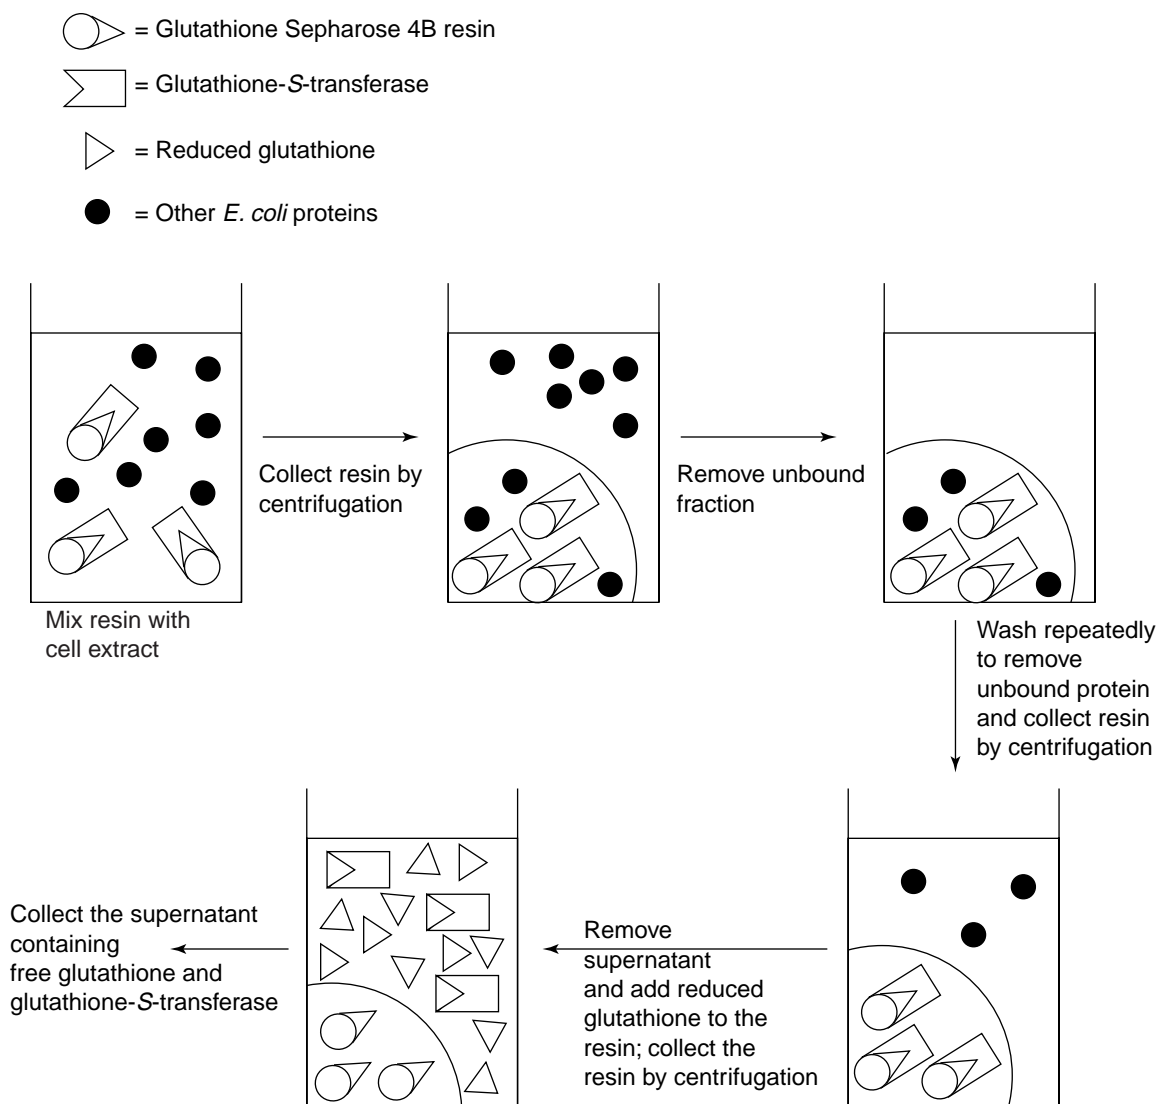 = Glutathione Sepharose 4B resin
= Glutathione-S-transferase
= Reduced glutathione
= Other E. coli proteins
Mix resin with
cell extract
Collect resin by
centrifugation
Remove unbound
fraction
Wash repeatedly
to remove
unbound protein
and collect resin
by centrifugation
Remove
supernatant
and add reduced
glutathione to the
resin; collect the
resin by centrifugation
Collect the supernatant
containing
free glutathione and
glutathione-S-transferase